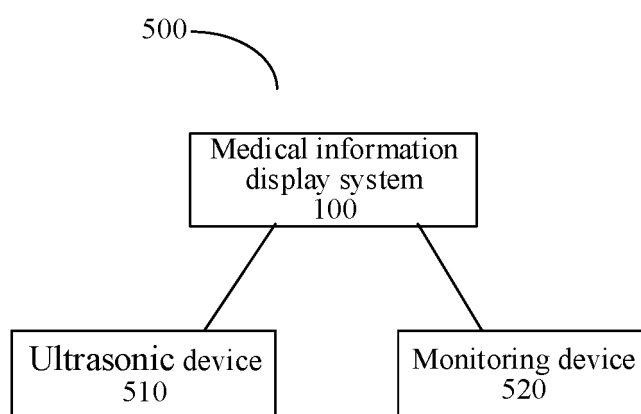 500
Medical information
display system
100
Ultrasonic device
510
Monitoring device
520